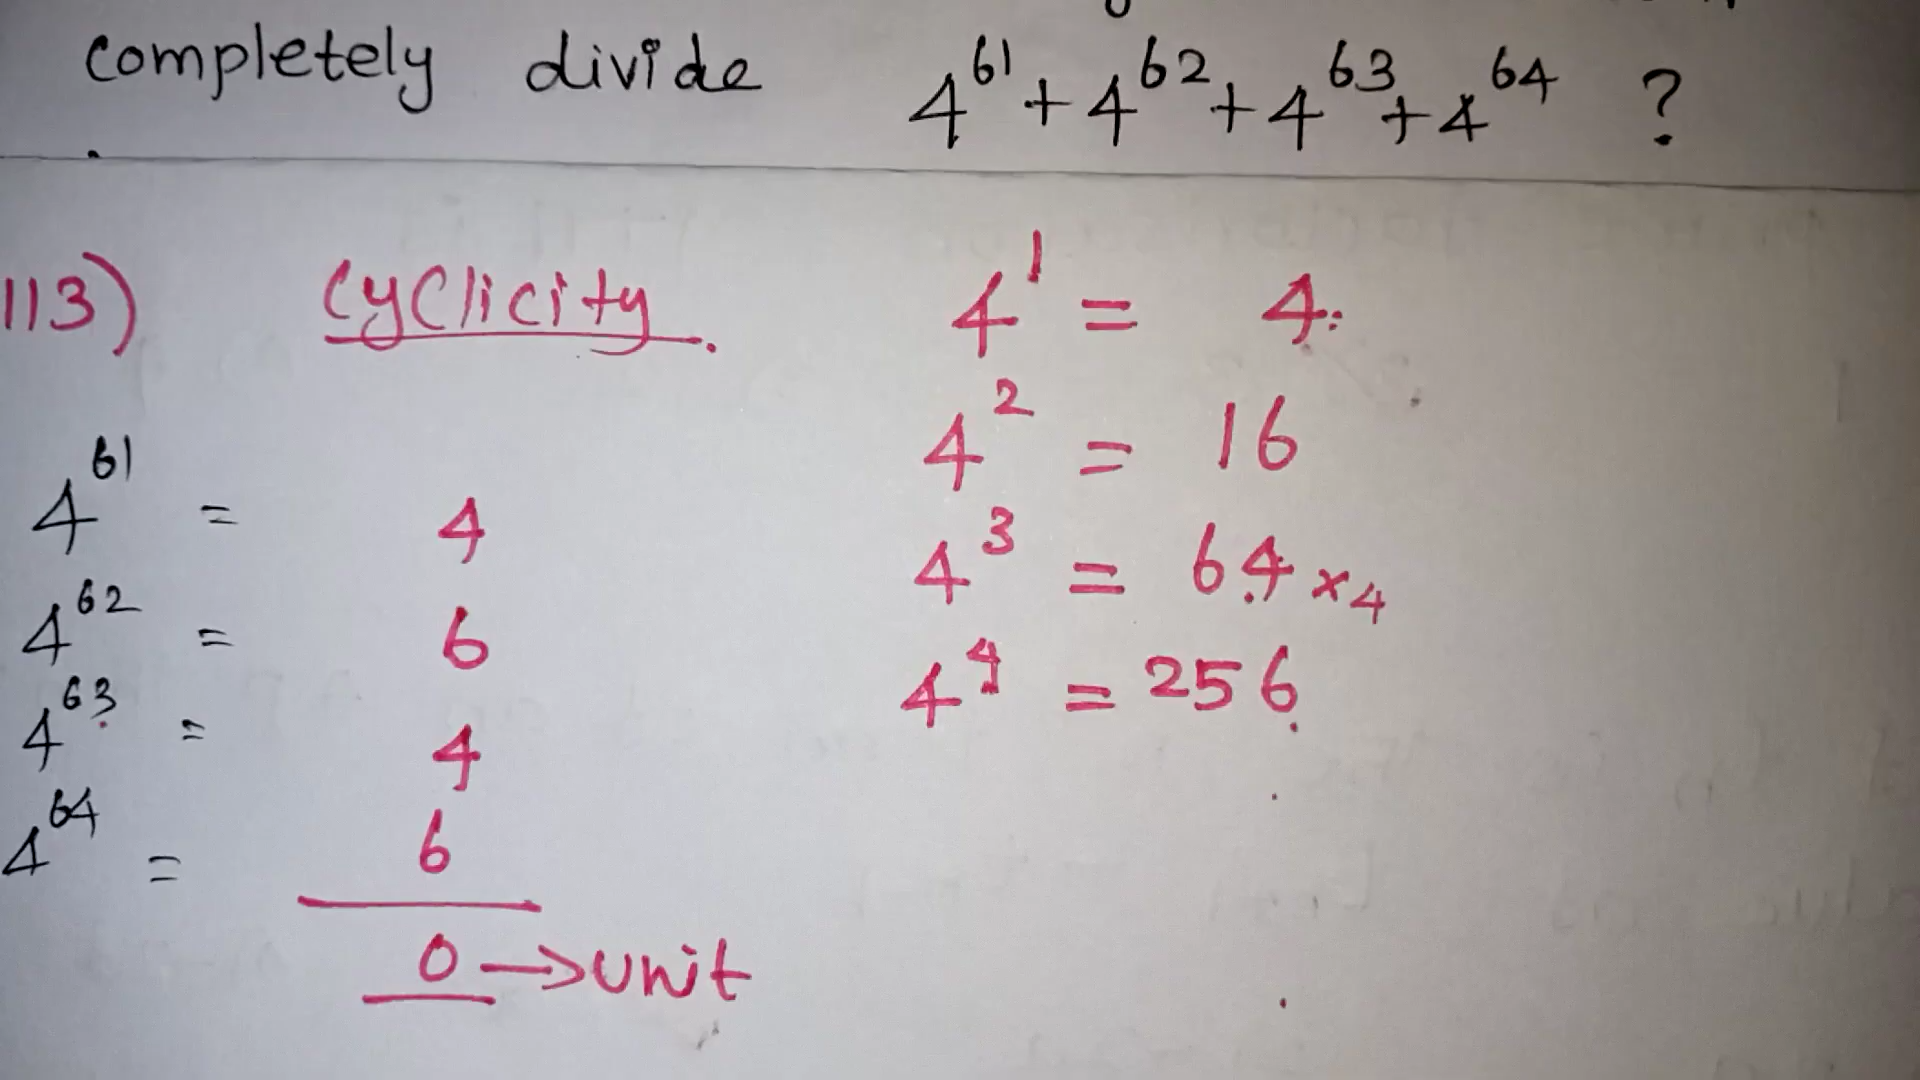 completely divide 4^61 + 4^62 + 4^63 + 4^64 ?
113) Cyclicity.
4^1 = 4
4^2 = 16
4^3 = 64 × 4
4^4 = 256
4^61 = 4
4^62 = 6
4^63 = 4
4^64 = 6
0 → unit